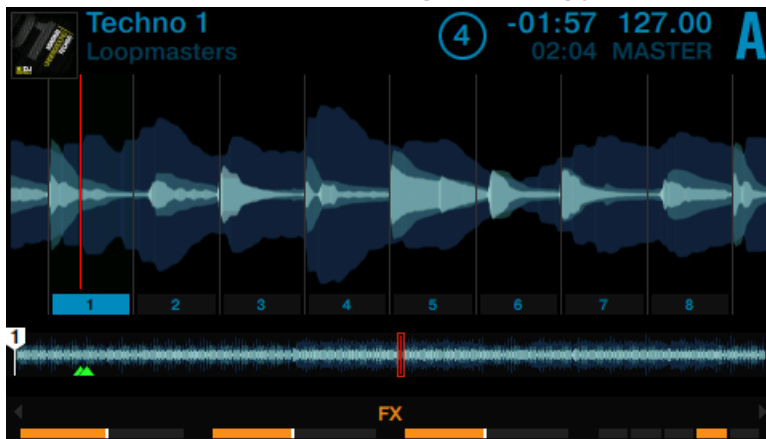 Techno 1
Loopmasters
4
-01:57 127.00
02:04 MASTER
A
1 2 3 4 5 6 7 8
1
FX